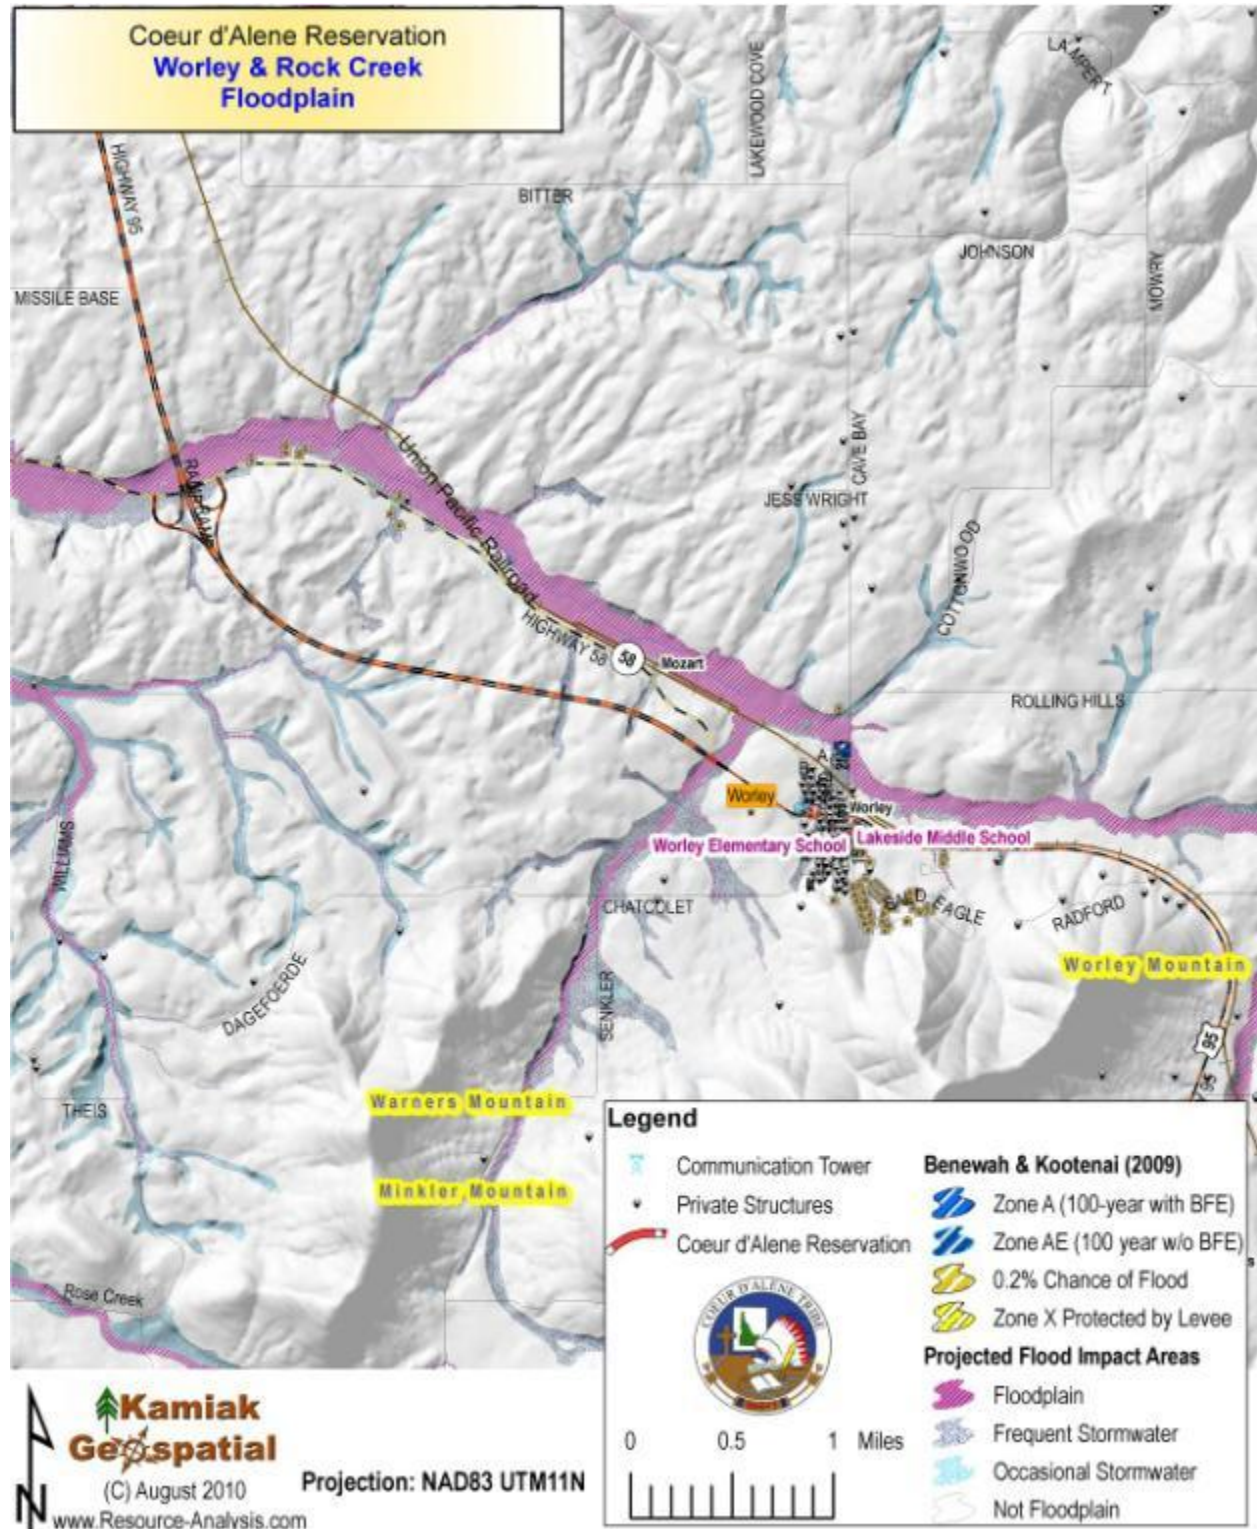 Coeur d'Alene Reservation
Worley & Rock Creek
Floodplain
LAMPERT
LAKEWOOD COVE
HIGHWAY 95
BITTER
JOHNSON
MOWRY
MISSILE BASE
CAVE BAY
Union Pacific Railroad
JESS WRIGHT
COTTONWOOD
HIGHWAY 58
58
Mozart
ROLLING HILLS
A
Worley
Worley
Worley Elementary School
Lakeside Middle School
WILLIAMS
CHATCOLET
BALD EAGLE
RADFORD
Worley Mountain
DAGEFOERDE
SENKLER
95
Warners Mountain
THEIS
Minkler Mountain
Rose Creek
Legend
Communication Tower
Private Structures
Coeur d'Alene Reservation
COEUR D'ALENE TRIBE
0 0.5 1 Miles
Benewah & Kootenai (2009)
Zone A (100-year with BFE)
Zone AE (100 year w/o BFE)
0.2% Chance of Flood
Zone X Protected by Levee
Projected Flood Impact Areas
Floodplain
Frequent Stormwater
Occasional Stormwater
Not Floodplain
N
Kamiak
Geospatial
(C) August 2010
www.Resource-Analysis.com
Projection: NAD83 UTM11N